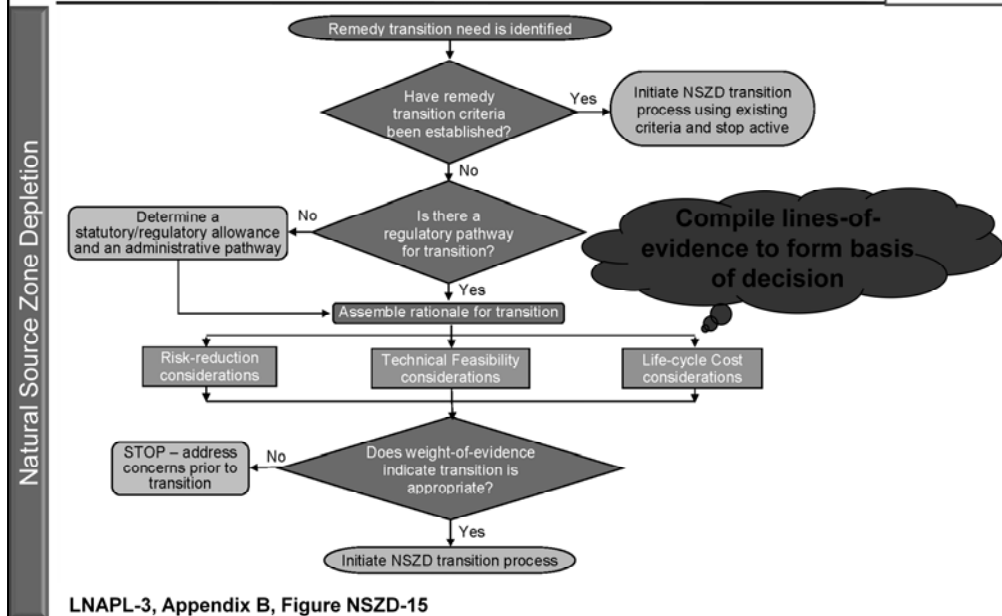 Natural Source Zone Depletion
Remedy transition need is identified
Have remedy
transition criteria
been established?
Yes
Initiate NSZD transition
process using existing
criteria and stop active
No
Is there a
regulatory pathway
for transition?
No
Determine a
statutory/regulatory allowance
and an administrative pathway
Compile lines-of-
evidence to form basis
of decision
Yes
Assemble rationale for transition
Risk-reduction
considerations
Technical Feasibility
considerations
Life-cycle Cost
considerations
Does weight-of-evidence
indicate transition is
appropriate?
No
STOP – address
concerns prior to
transition
Yes
Initiate NSZD transition process
LNAPL-3, Appendix B, Figure NSZD-15